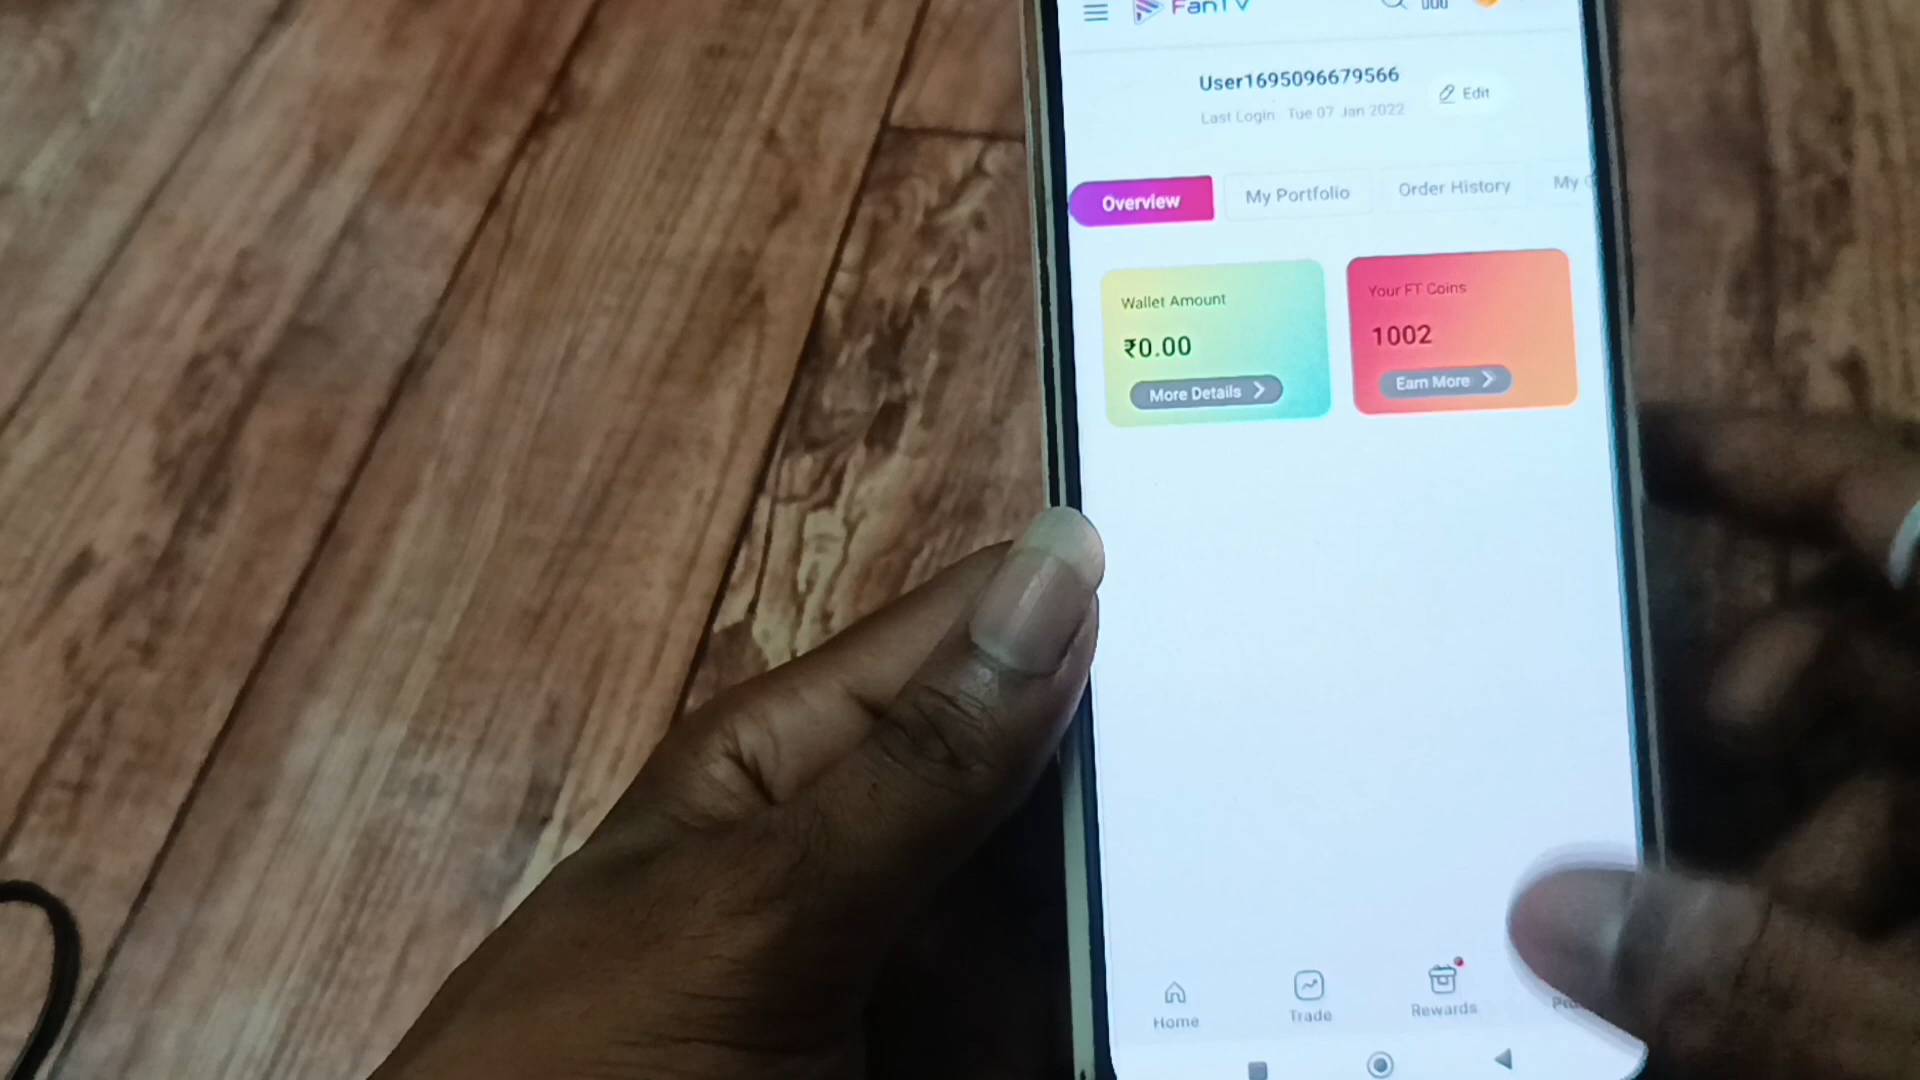 FanTV
User1695096679566
Edit
Last Login Tue 07 Jan 2022
Overview
My Portfolio
Order History
My
Wallet Amount
₹0.00
More Details
Your FT Coins
1002
Earn More
Home
Trade
Rewards